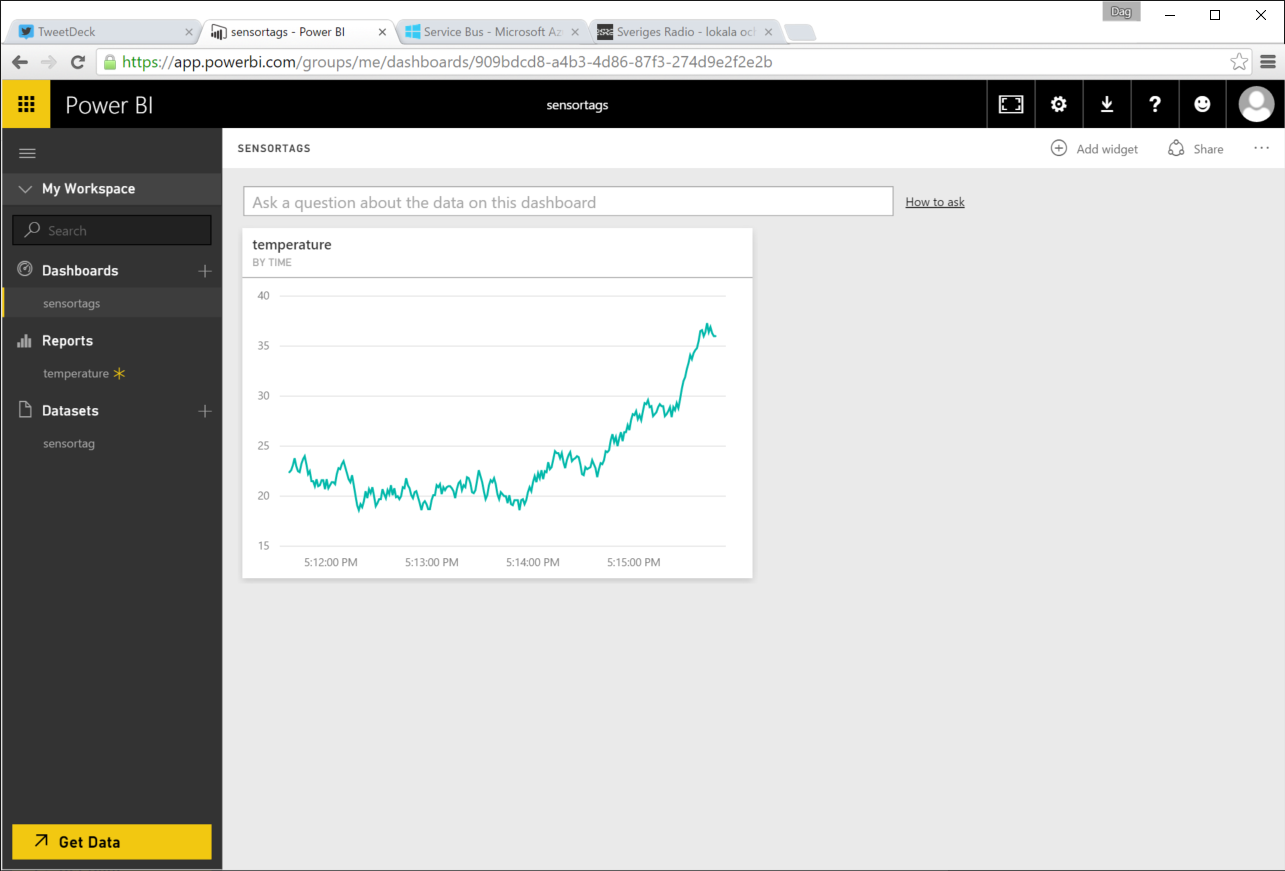 Dag
TweetDeck
sensortags - Power BI
Service Bus - Microsoft Az
Sveriges Radio - lokala och
https://app.powerbi.com/groups/me/dashboards/909bdcd8-a4b3-4d86-87f3-274d9e2f2e2b
Power BI
sensortags
SENSORTAGS
Add widget
Share
My Workspace
Search
Dashboards
sensortags
Reports
temperature
Datasets
sensortag
Get Data
Ask a question about the data on this dashboard
How to ask
temperature
BY TIME
40
35
30
25
20
15
5:12:00 PM 5:13:00 PM 5:14:00 PM 5:15:00 PM